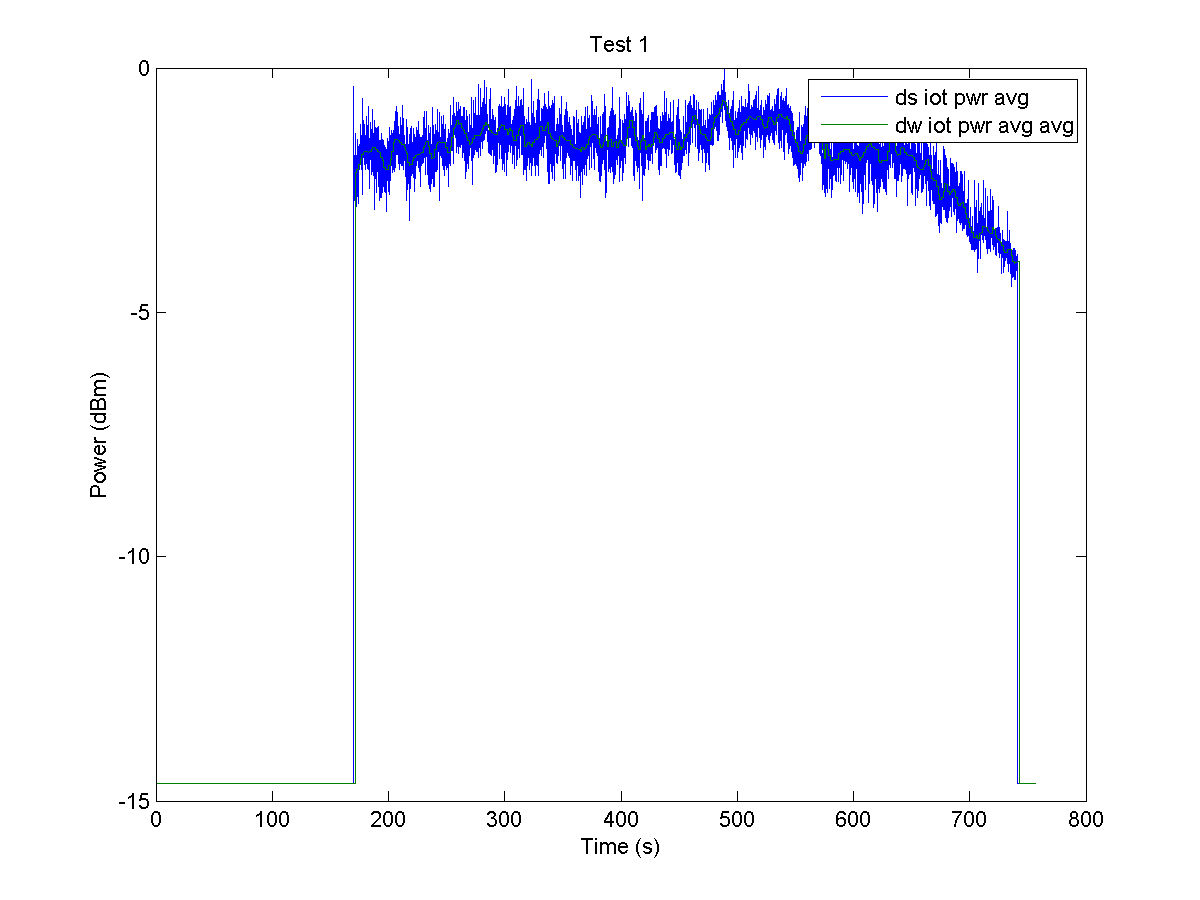 Test 1
ds iot pwr avg
dw iot pwr avg avg
0
-5
-10
-15
Power (dBm)
0 100 200 300 400 500 600 700 800
Time (s)